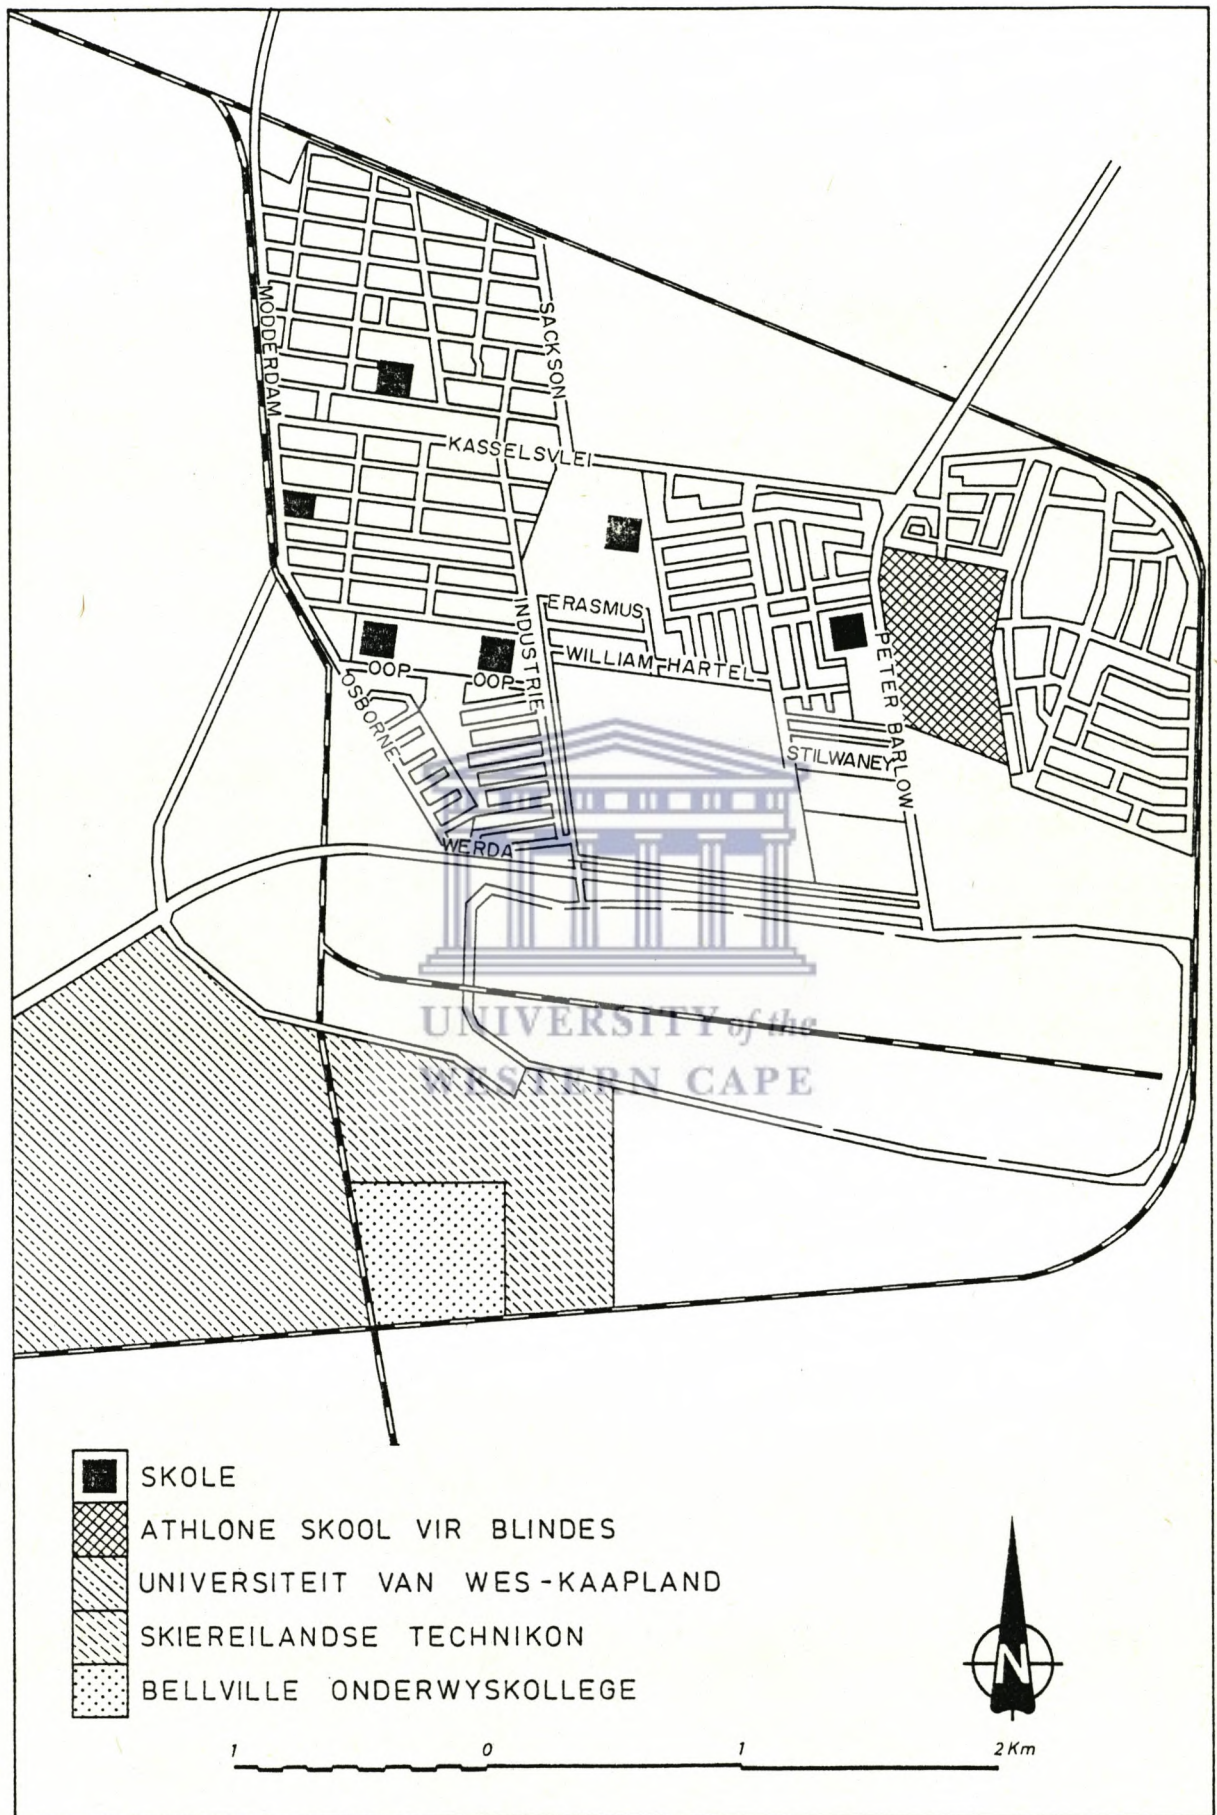 MODDERDAM
SACKSON
KASSELSVLEI
ERASMUS
INDUSTRIE
WILLIAM HARTEL
PETER BARLOW
OOP
OOP
OSBORNE
STILWANEY
WERDA
UNIVERSITY of the
WESTERN CAPE
SKOLE
ATHLONE SKOOL VIR BLINDES
UNIVERSITEIT VAN WES-KAAPLAND
SKIEREILANDSE TECHNIKON
BELLVILLE ONDERWYSKOLLEGE
N
1 0 1 2 Km